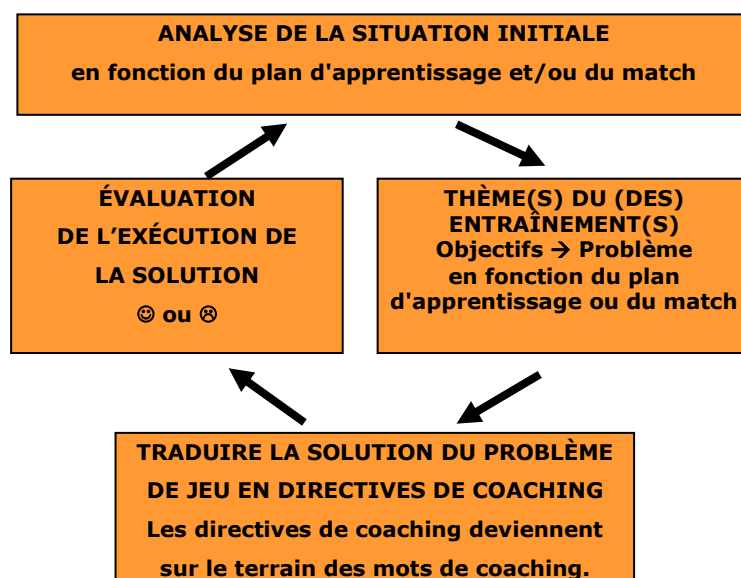 ANALYSE DE LA SITUATION INITIALE
en fonction du plan d'apprentissage et/ou du match
THÈME(S) DU (DES)
ENTRAÎNEMENT(S)
Objectifs → Problème
en fonction du plan
d'apprentissage ou du match
TRADUIRE LA SOLUTION DU PROBLÈME
DE JEU EN DIRECTIVES DE COACHING
Les directives de coaching deviennent
sur le terrain des mots de coaching.
ÉVALUATION
DE L’EXÉCUTION DE
LA SOLUTION
☺ ou ☹